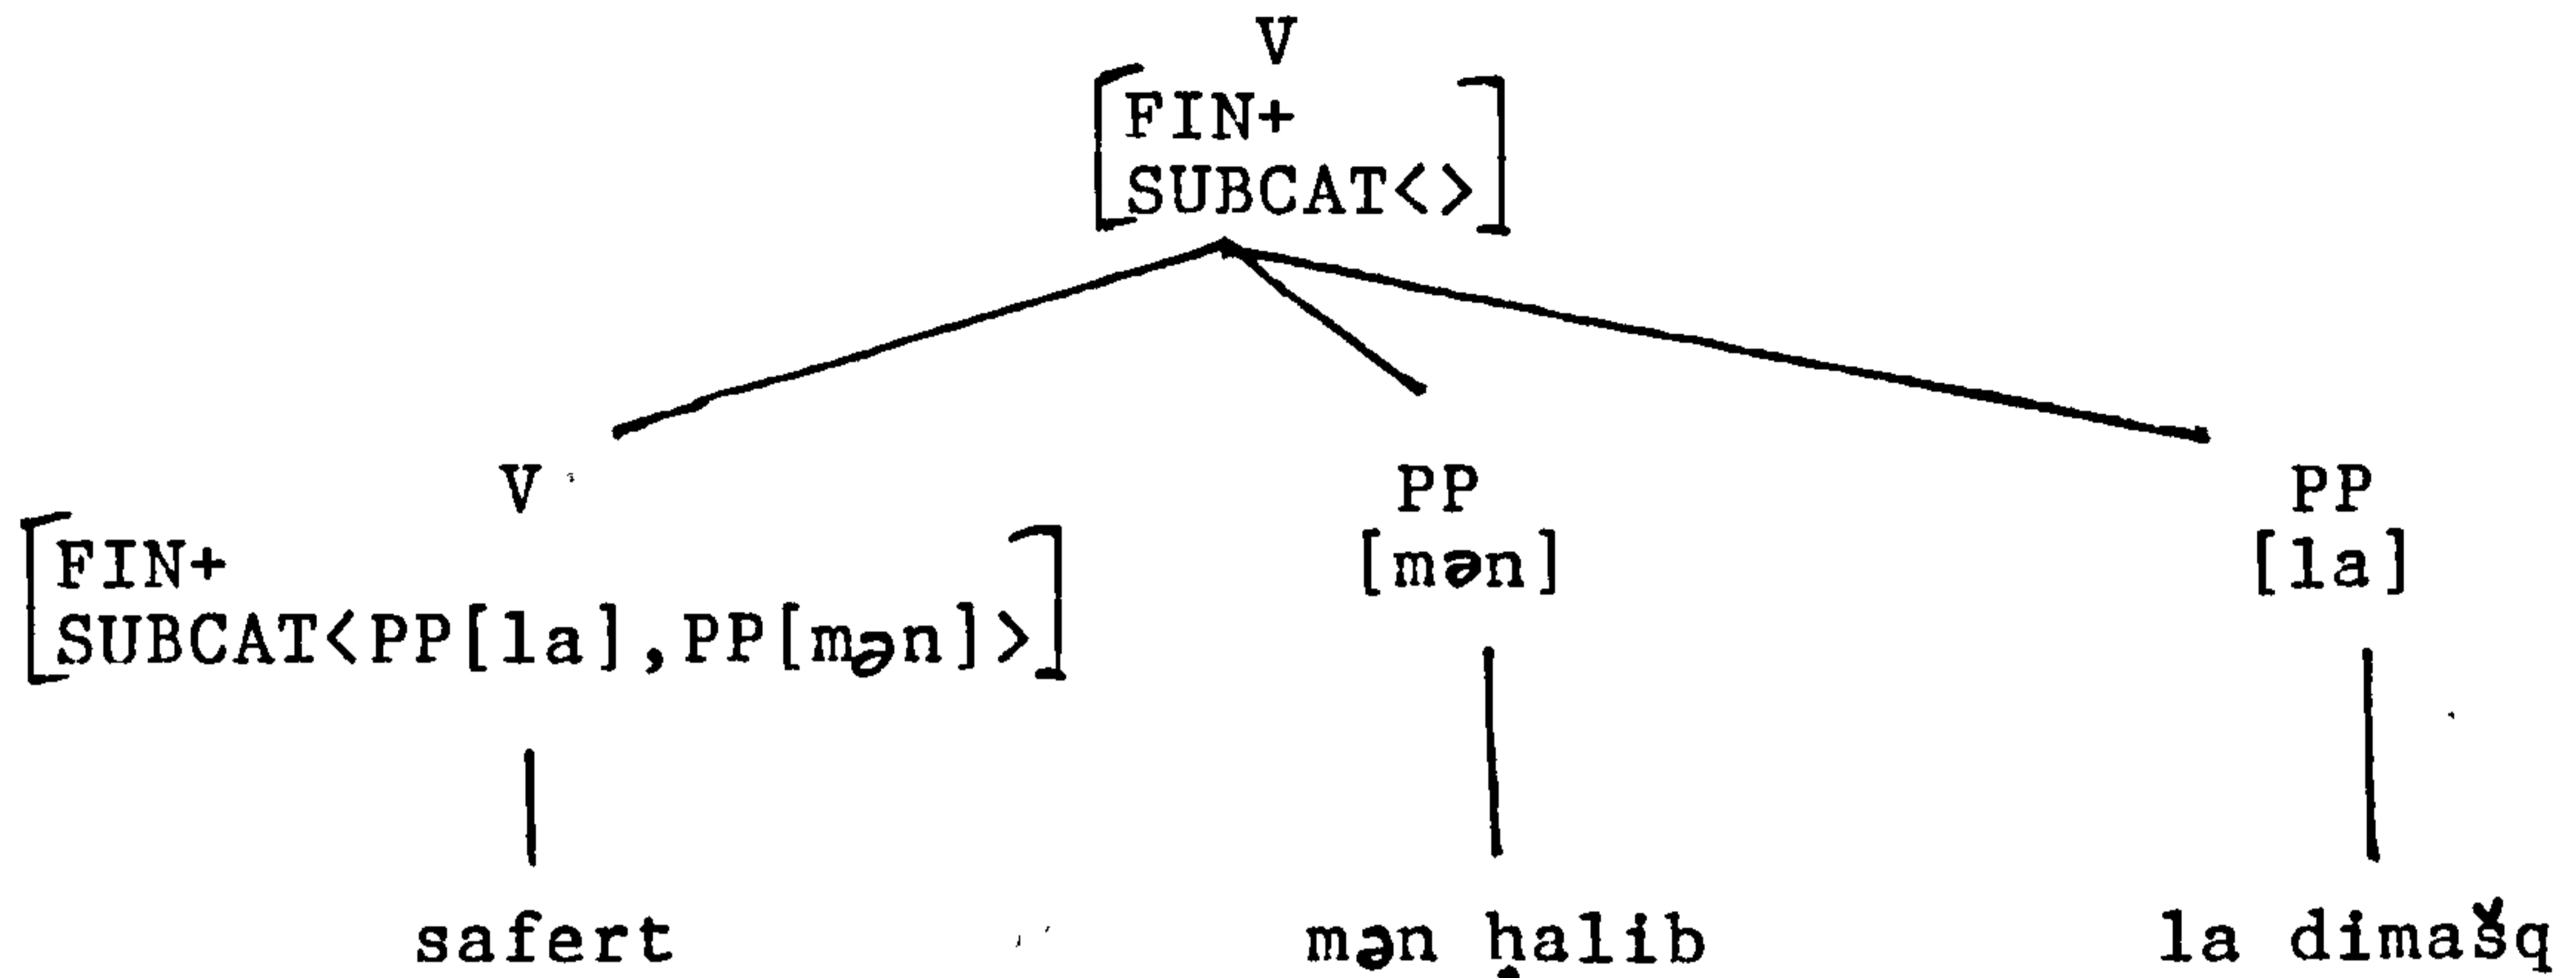 V
FIN+
SUBCAT<>
V PP PP
FIN+ [mən] [la]
SUBCAT<PP[la],PP[mən]>
safert mən ḥalib la dimašq